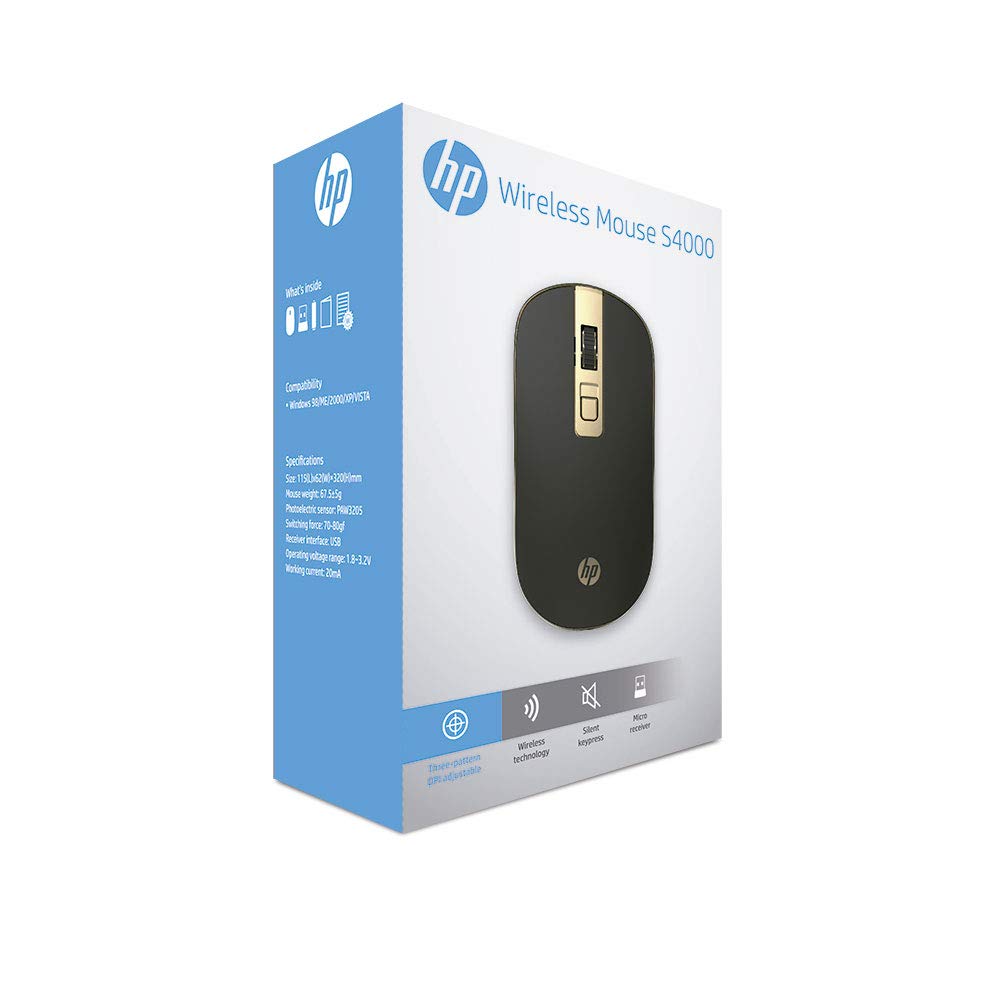 hp
What's inside
Compatibility
• Windows 98/ME/2000/XP/VISTA
Specifications
Size: 115(L)x62(W)×320(H)mm
Mouse weight: 67.5±5g
Photoelectric sensor: PAW3205
Switching force: 70-80gf
Receiver interface: USB
Operating voltage range: 1.8~3.2V
Working current: 20mA
hp Wireless Mouse S4000
hp
Three-pattern
DPI adjustable
Wireless
technology
Silent
keypress
Micro
receiver